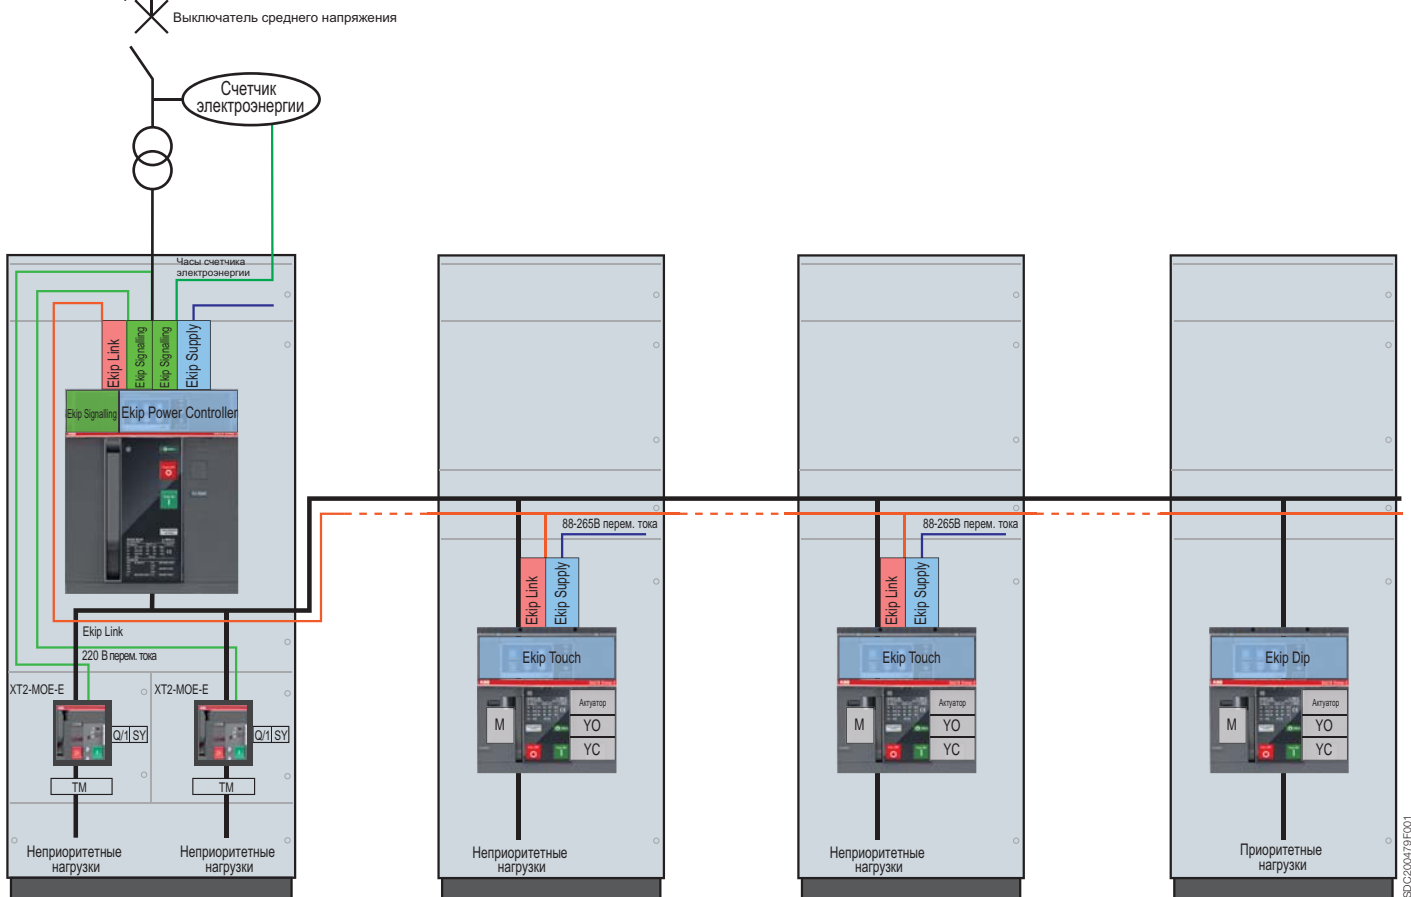 Выключатель среднего напряжения
Счетчик
электроэнергии
Часы счетчика
электроэнергии
Ekip Link
Ekip Signalling
Ekip Signalling
Ekip Supply
Ekip Signalling
Ekip Power Controller
Ekip Link
220 В перем. тока
XT2-MOE-E
XT2-MOE-E
Q/1 SY
Q/1 SY
TM
TM
Неприоритетные
нагрузки
Неприоритетные
нагрузки
88-265В перем. тока
Ekip Link
Ekip Supply
Ekip Touch
M
Актуатор
YO
YC
Неприоритетные
нагрузки
88-265В перем. тока
Ekip Link
Ekip Supply
Ekip Touch
M
Актуатор
YO
YC
Неприоритетные
нагрузки
Ekip Dip
M
Актуатор
YO
YC
Приоритетные
нагрузки
SDC200479F001